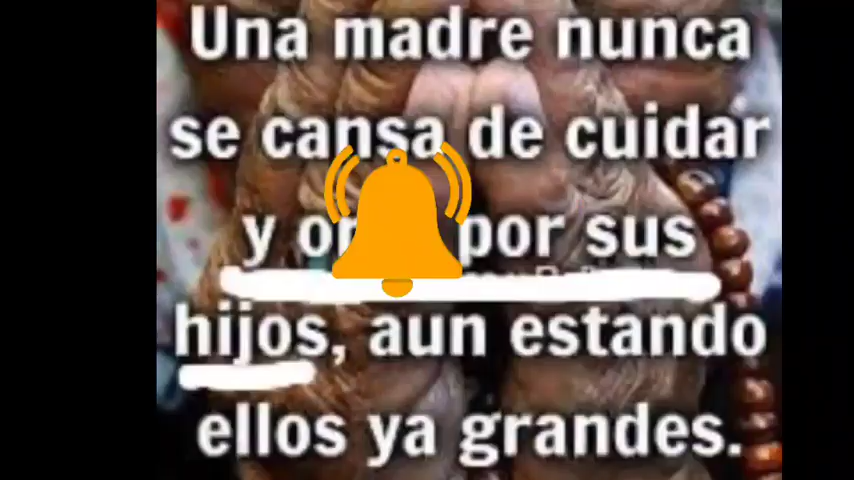 Una madre nunca
se cansa de cuidar
y por sus
hijos, aun estando
ellos ya grandes.